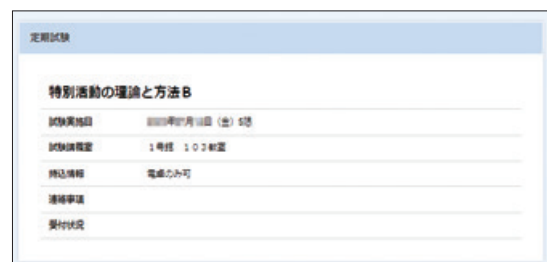 定期試験
特別活動の理論と方法B
試験実施日 年 月 日（金）5限
試験講義室 1号館 103教室
持込情報 電卓のみ可
連絡事項
受付状況